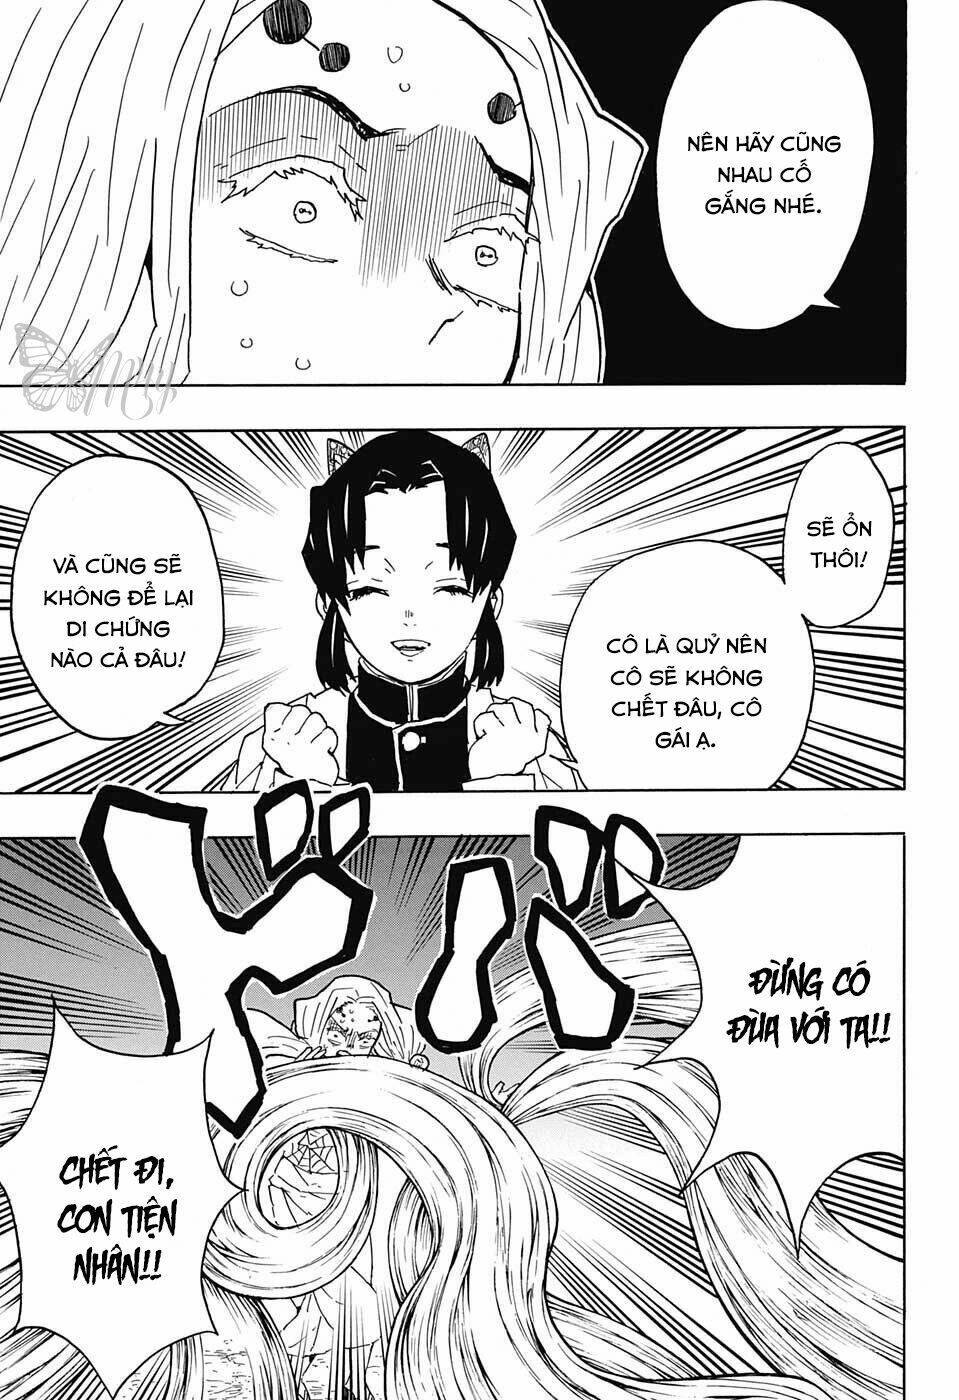 NÊN HÃY CŨNG
NHAU CỐ
GẮNG NHÉ.
SẼ ỔN
THÔI!
CÔ LÀ QUỶ NÊN
CÔ SẼ KHÔNG
CHẾT ĐÂU, CÔ
GÁI Ạ.
VÀ CŨNG SẼ
KHÔNG ĐỂ LẠI
DI CHỨNG
NÀO CẢ ĐÂU!
ドバ
ĐỪNG CÓ
ĐÙA VỚI TA!!
CHẾT ĐI,
CON TIỆN
NHÂN!!